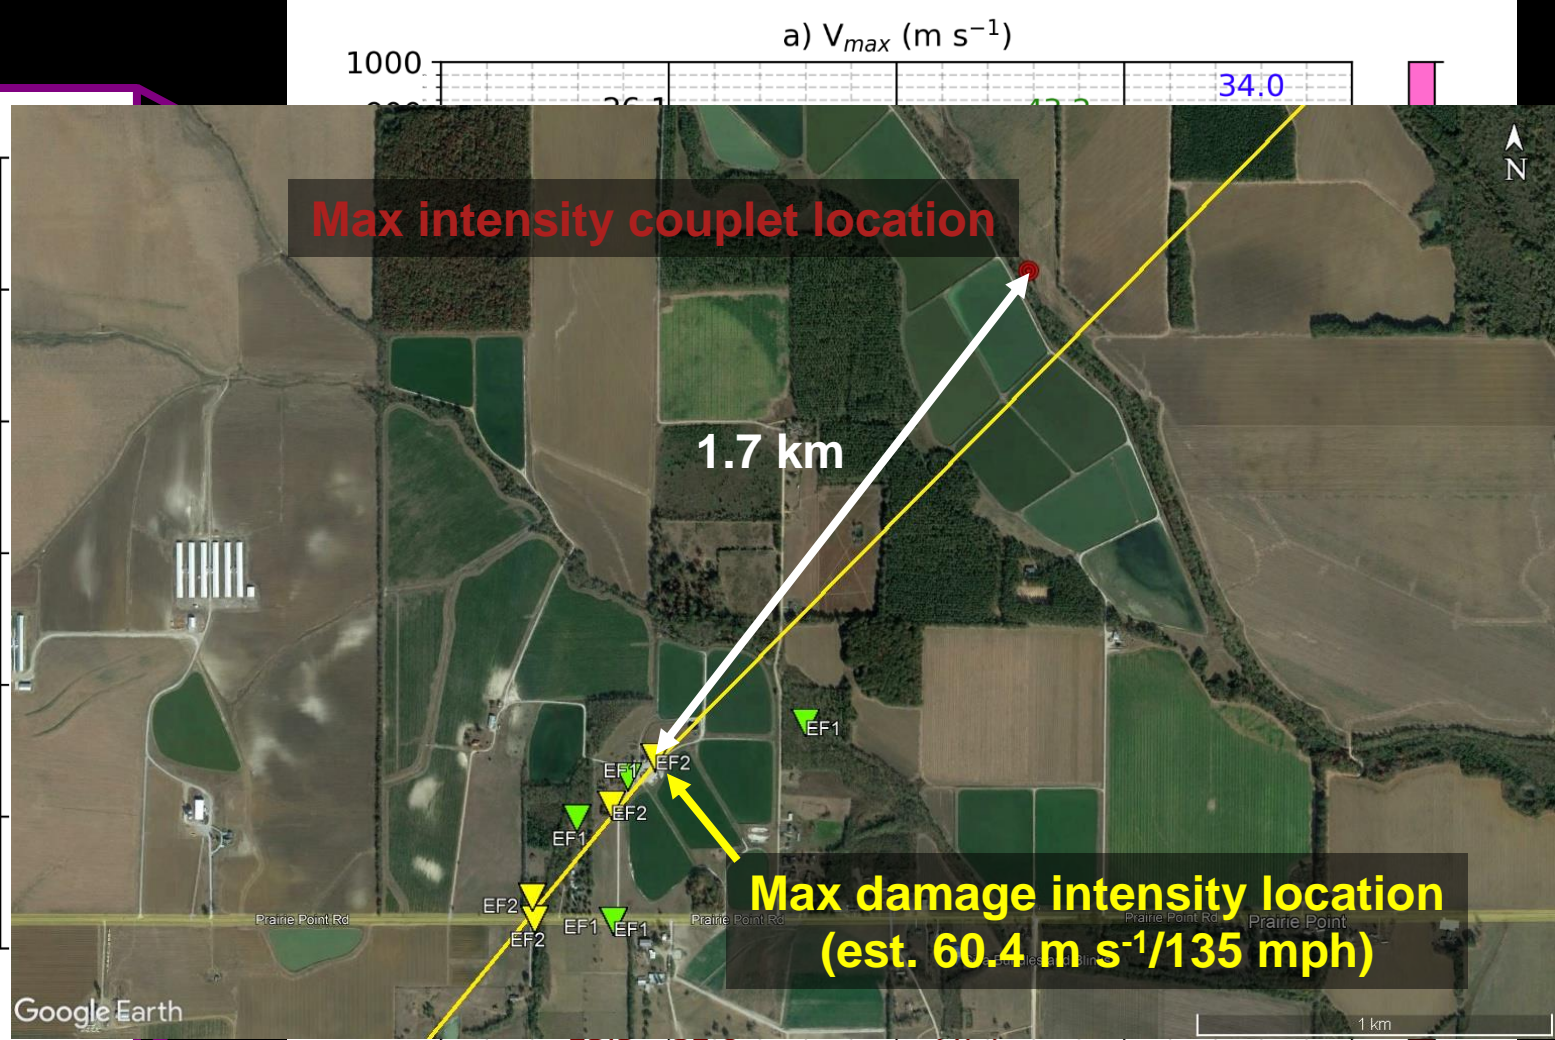 a) Vmax (m s−1)
1000
34.0
N
Max intensity couplet location
1.7 km
EF1
EF1
EF2
EF2
EF1
EF2
EF1
EF1
EF2
Max damage intensity location
(est. 60.4 m s-1/135 mph)
Prairie Point Rd
Prairie Point Rd
Prairie Point Rd
Prairie Point
Google Earth
1 km